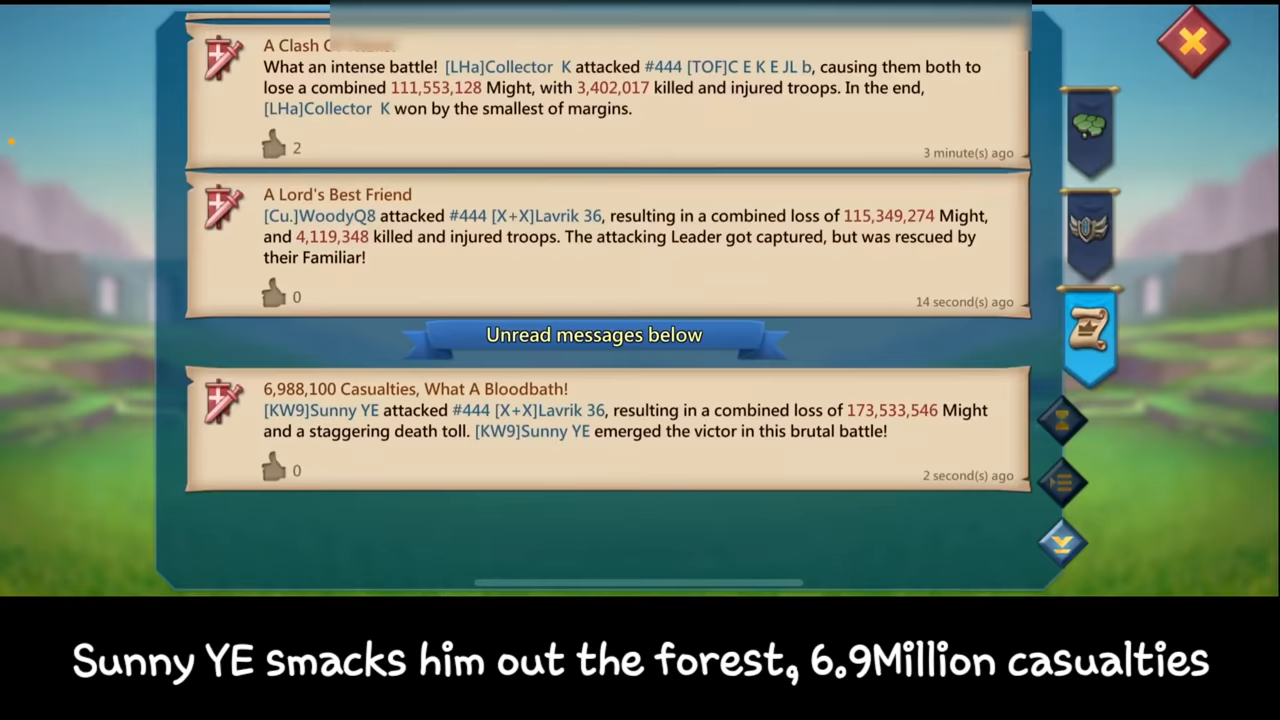 A Clash
What an intense battle! [LHa]Collector K attacked #444 [TOF]C E K E JL b, causing them both to
lose a combined 111,553,128 Might, with 3,402,017 killed and injured troops. In the end,
[LHa]Collector K won by the smallest of margins.
2
3 minute(s) ago
A Lord's Best Friend
[Cu.]WoodyQ8 attacked #444 [X+X]Lavrik 36, resulting in a combined loss of 115,349,274 Might,
and 4,119,348 killed and injured troops. The attacking Leader got captured, but was rescued by
their Familiar!
0
14 second(s) ago
Unread messages below
6,988,100 Casualties, What A Bloodbath!
[KW9]Sunny YE attacked #444 [X+X]Lavrik 36, resulting in a combined loss of 173,533,546 Might
and a staggering death toll. [KW9]Sunny YE emerged the victor in this brutal battle!
0
2 second(s) ago
Sunny YE smacks him out the forest, 6.9Million casualties